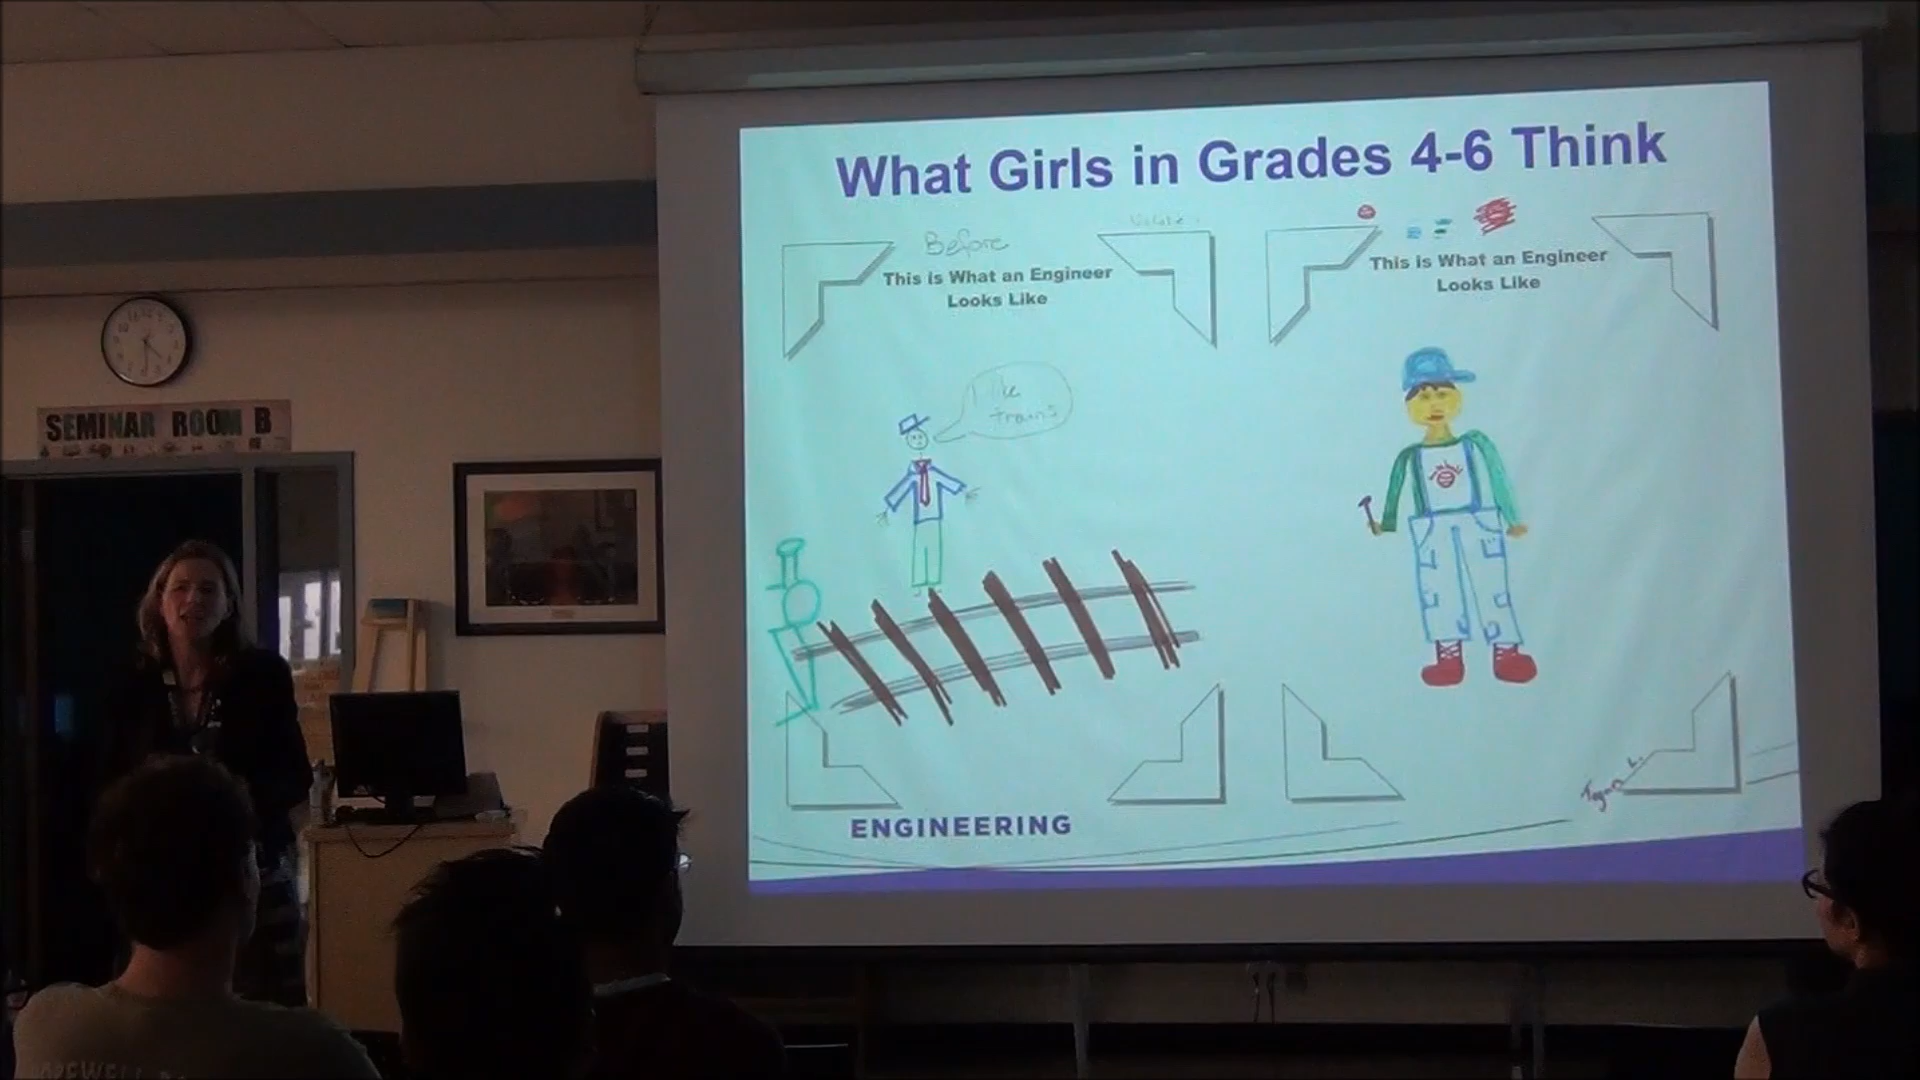 What Girls in Grades 4-6 Think
Before
This is What an Engineer
Looks Like
I like
trains
This is What an Engineer
Looks Like
Tegan L.
ENGINEERING
SEMINAR ROOM B